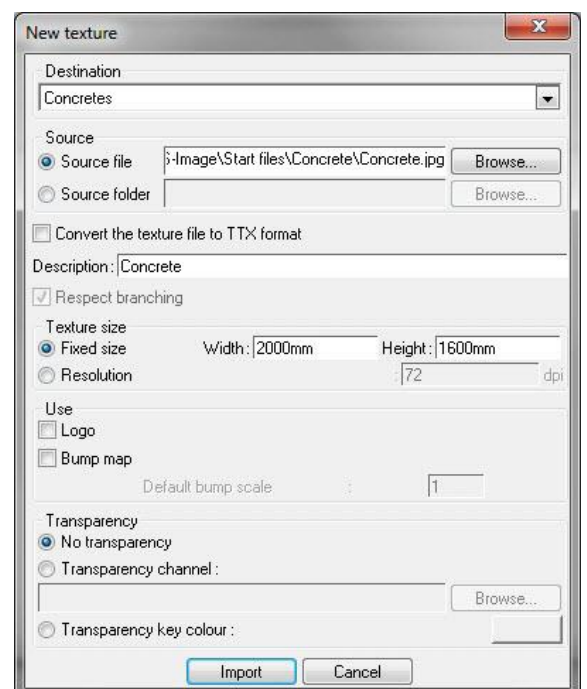 New texture
Destination
Concretes
Source
Source file -Image\Start files\Concrete\Concrete.jpg Browse...
Source folder Browse...
Convert the texture file to TTX format
Description: Concrete
Respect branching
Texture size
Fixed size Width: 2000mm Height: 1600mm
Resolution : 72 dpi
Use
Logo
Bump map
Default bump scale : 1
Transparency
No transparency
Transparency channel :
Browse...
Transparency key colour :
Import Cancel